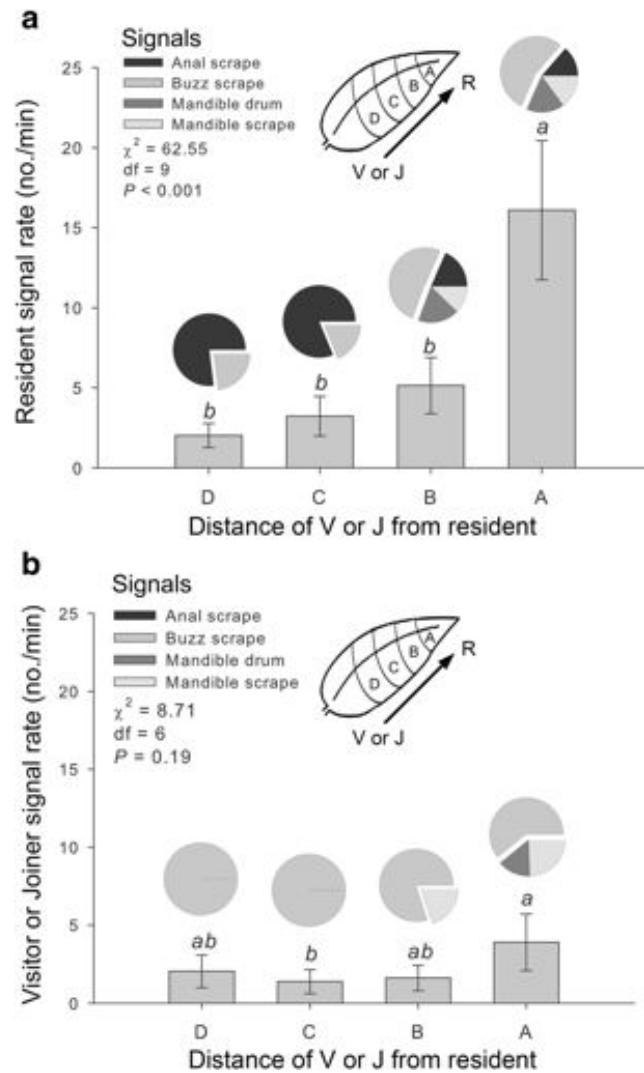 a
Signals
Anal scrape
Buzz scrape
Mandible drum
Mandible scrape
χ² = 62.55
df = 9
P < 0.001
A
B
C
D
R
V or J
Resident signal rate (no./min)
25
20
15
10
5
0
b
b
b
a
D C B A
Distance of V or J from resident
b
Signals
Anal scrape
Buzz scrape
Mandible drum
Mandible scrape
χ² = 8.71
df = 6
P = 0.19
A
B
C
D
R
V or J
Visitor or Joiner signal rate (no./min)
25
20
15
10
5
0
ab
b
ab
a
D C B A
Distance of V or J from resident